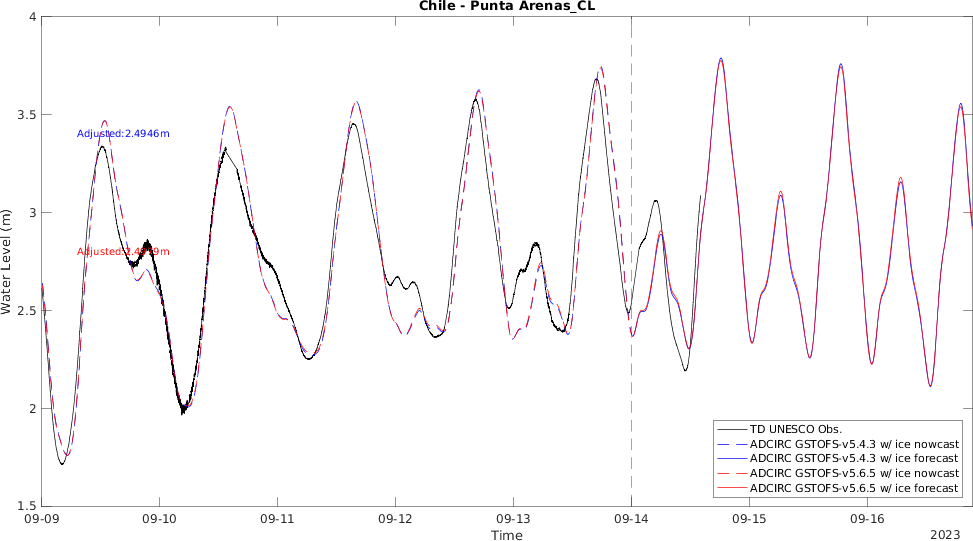 Chile - Punta Arenas_CL
4
3.5
3
2.5
2
1.5
Water Level (m)
Adjusted:2.4946m
09-09
09-10
09-11
09-12
09-13
09-14
09-15
09-16
Time
2023
TD UNESCO Obs.
ADCIRC GSTOFS-v5.4.3 w/ ice nowcast
ADCIRC GSTOFS-v5.4.3 w/ ice forecast
ADCIRC GSTOFS-v5.6.5 w/ ice nowcast
ADCIRC GSTOFS-v5.6.5 w/ ice forecast